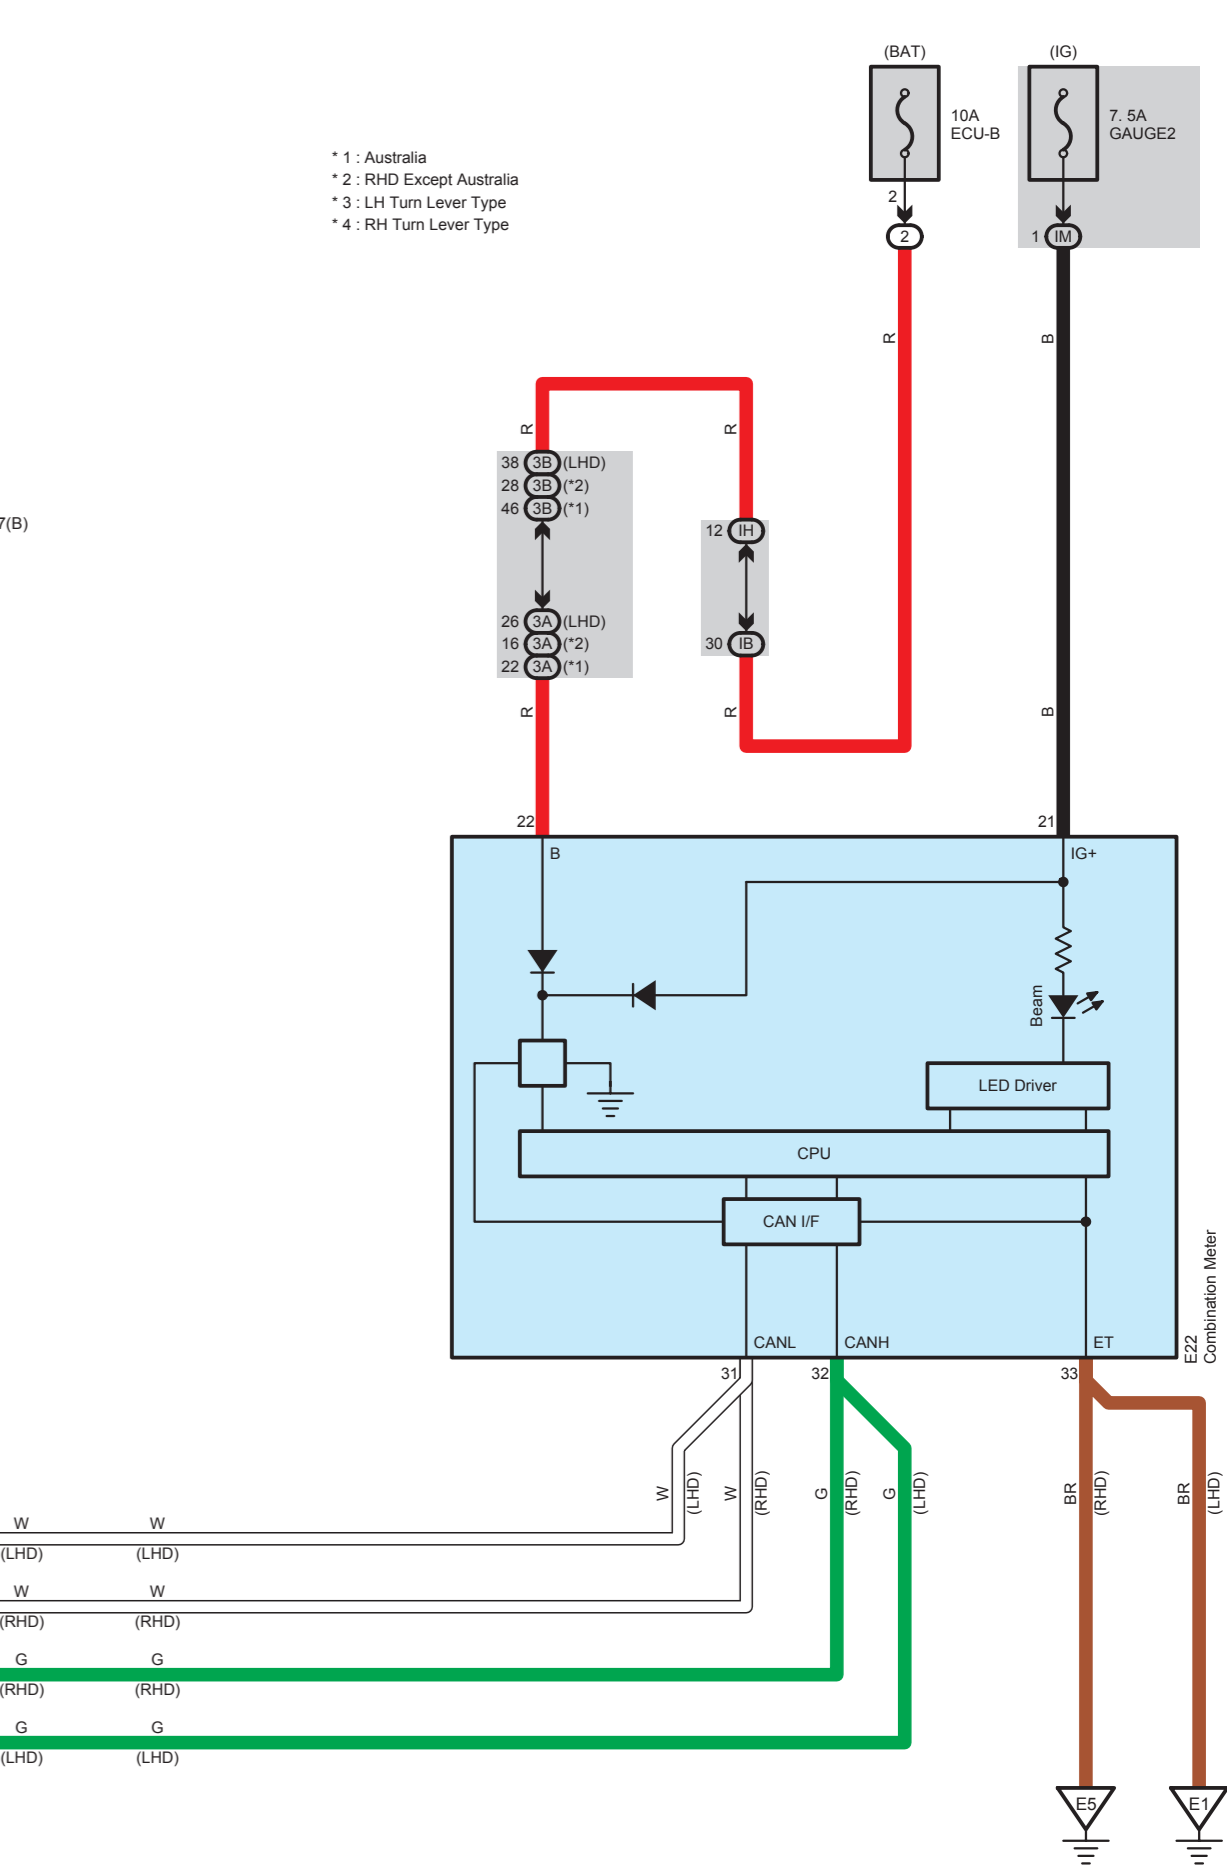 (BAT)
(IG)
10A
ECU-B
7. 5A
GAUGE2
* 1 : Australia
* 2 : RHD Except Australia
* 3 : LH Turn Lever Type
* 4 : RH Turn Lever Type
2
2
1 IM
R
B
R
R
38 3B (LHD)
28 3B (*2)
46 3B (*1)
7(B)
12 IH
26 3A (LHD)
16 3A (*2)
22 3A (*1)
30 IB
R
R
B
22
21
B
IG+
Beam
LED Driver
CPU
CAN I/F
CANL
CANH
ET
E22
Combination Meter
31
32
33
W
(LHD)
W
(RHD)
G
(RHD)
G
(LHD)
BR
(RHD)
BR
(LHD)
W
W
(LHD)
(LHD)
W
W
(RHD)
(RHD)
G
G
(RHD)
(RHD)
G
G
(LHD)
(LHD)
E5
E1